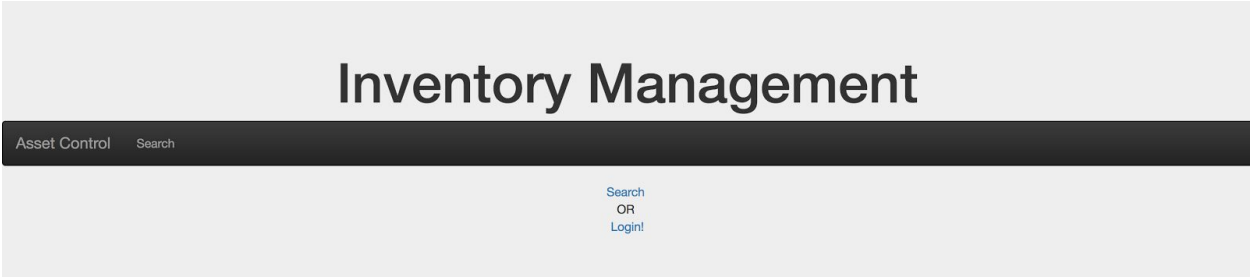 Inventory Management
Asset Control Search
Search
OR
Login!